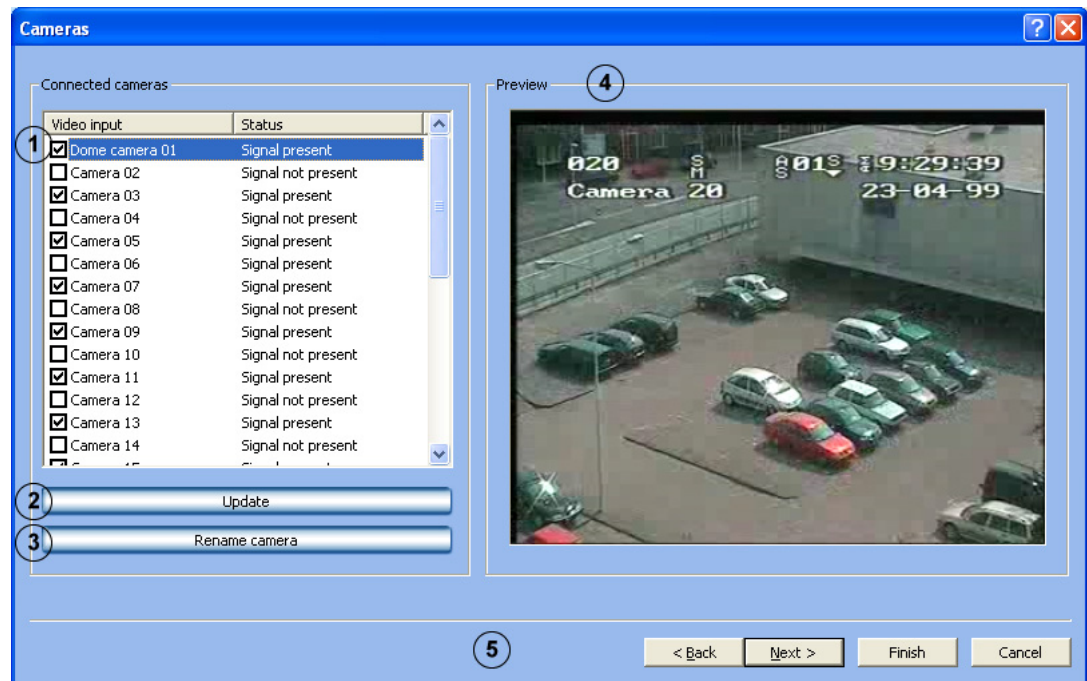 Cameras
Connected cameras
Video input Status
1
Dome camera 01 Signal present
Camera 02 Signal not present
Camera 03 Signal present
Camera 04 Signal not present
Camera 05 Signal present
Camera 06 Signal not present
Camera 07 Signal present
Camera 08 Signal not present
Camera 09 Signal present
Camera 10 Signal not present
Camera 11 Signal present
Camera 12 Signal not present
Camera 13 Signal present
Camera 14 Signal not present
2 Update
3 Rename camera
Preview 4
020 SM 01S 9:29:39
Camera 20 23-04-99
5
< Back Next > Finish Cancel